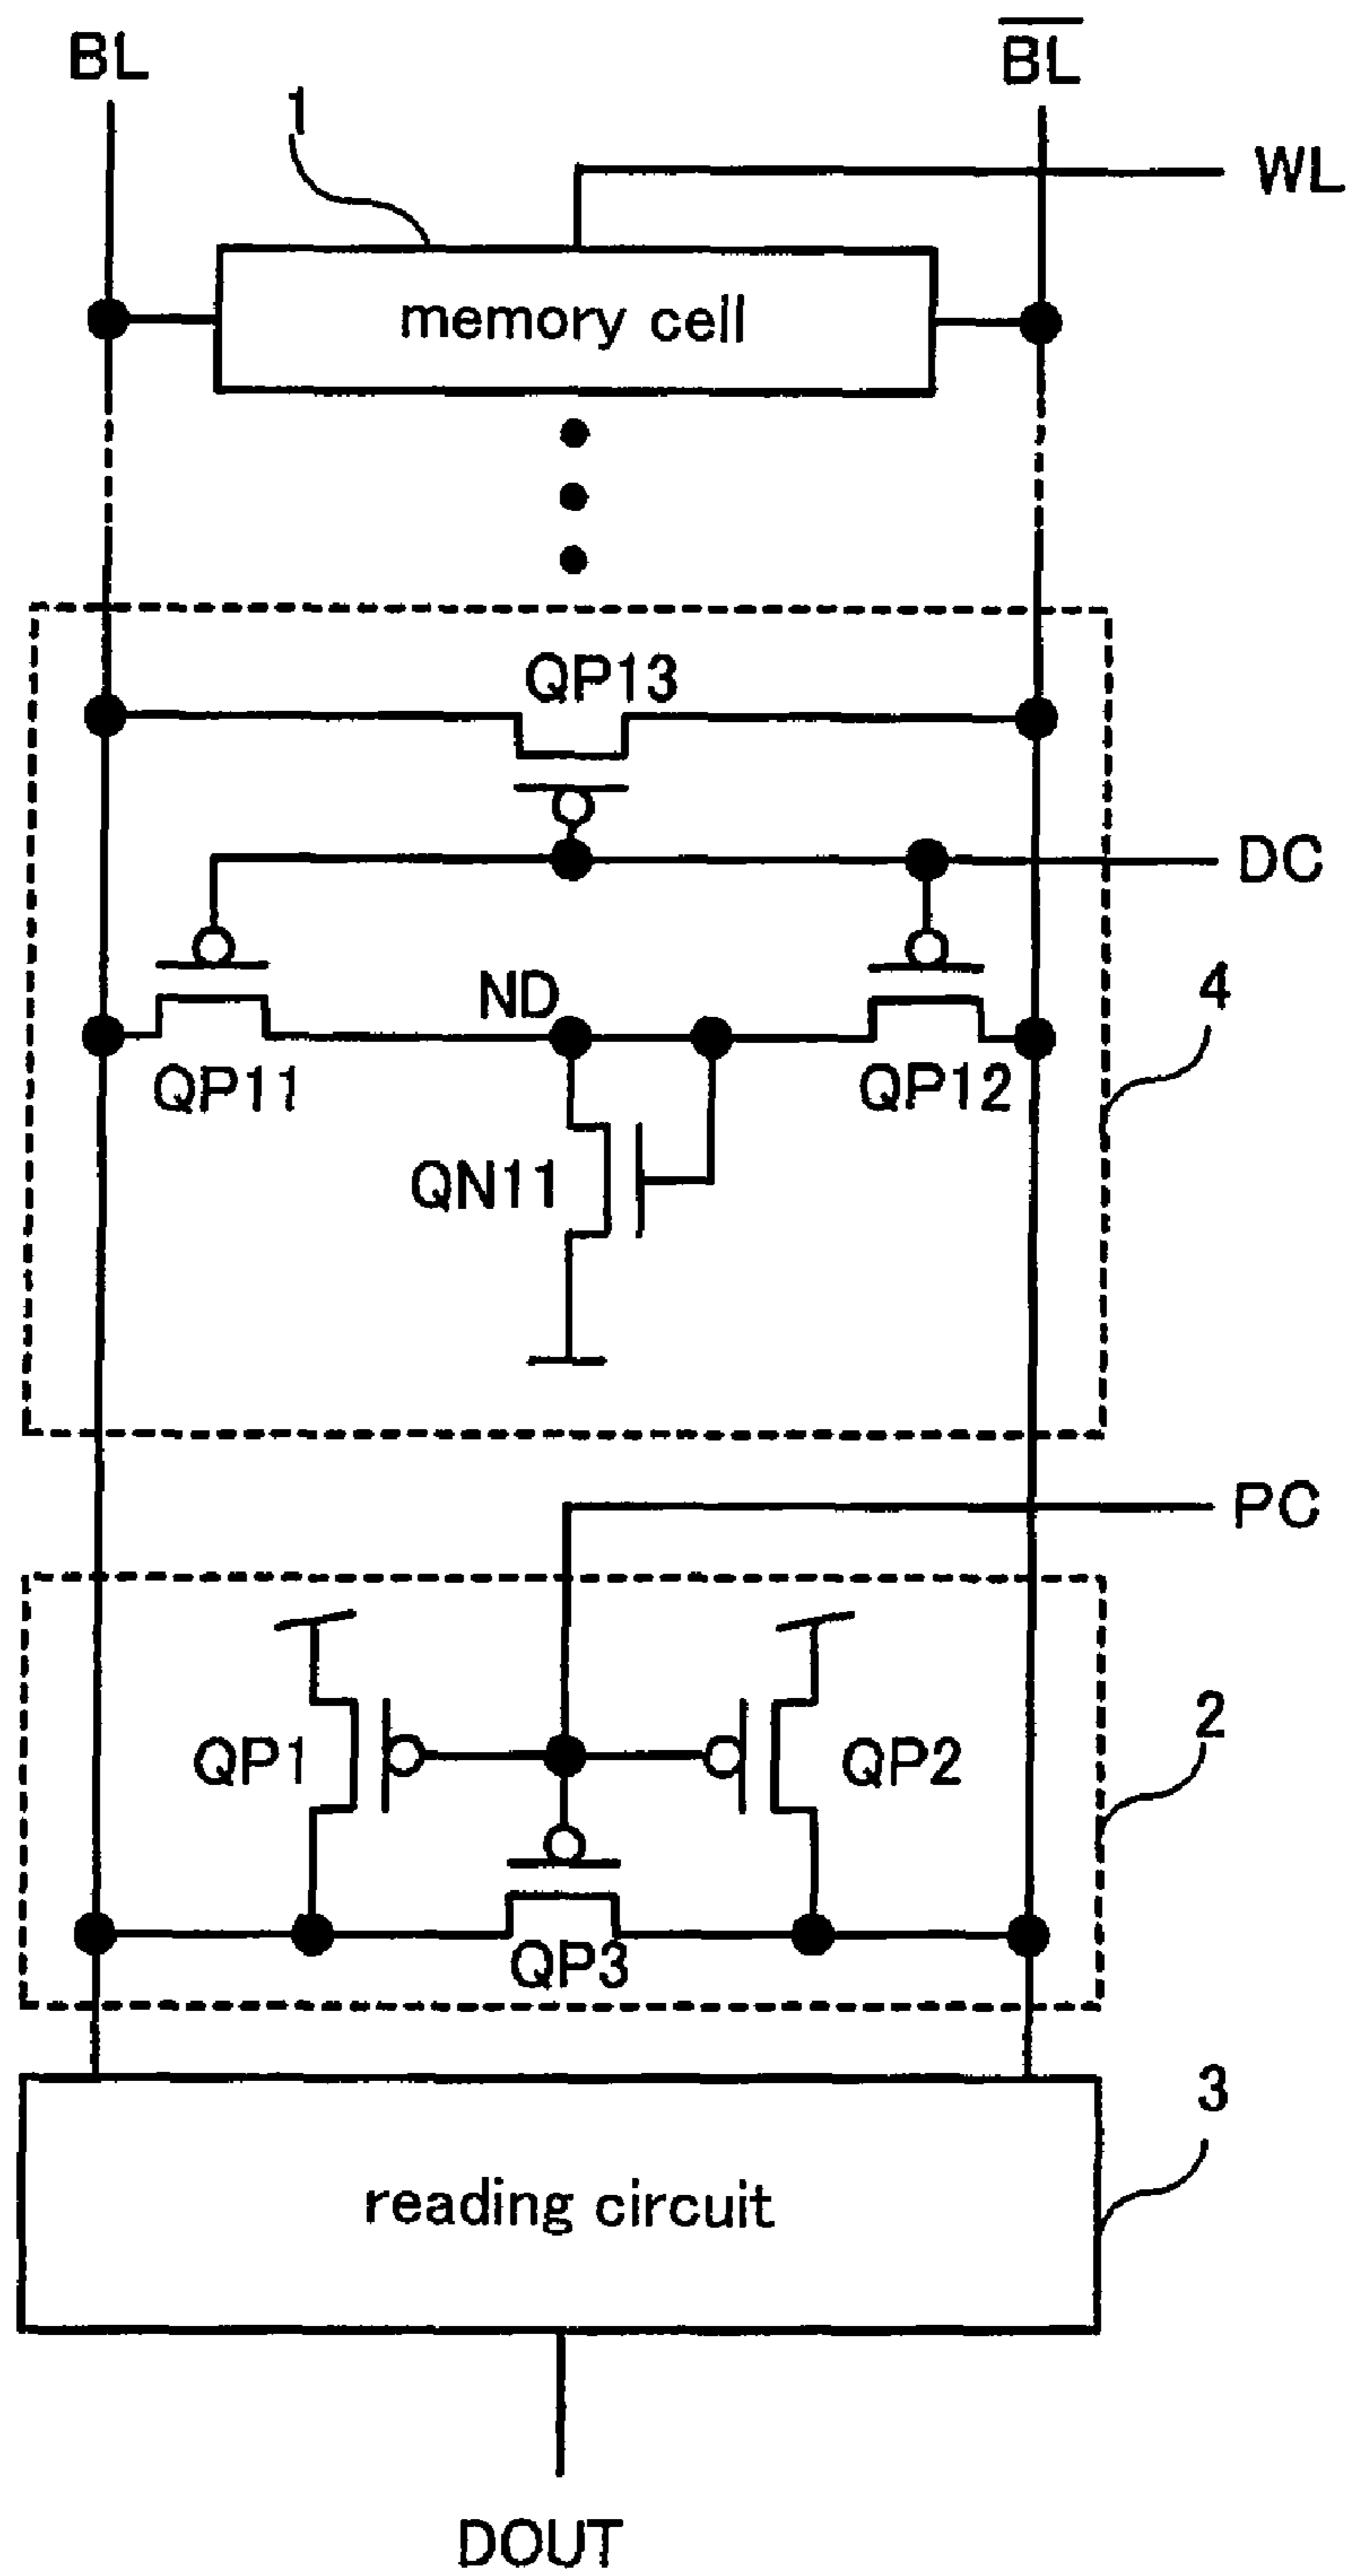 BL
B̅L̅
1
WL
memory cell
QP13
DC
ND
4
QP11
QP12
QN11
PC
2
QP1
QP2
QP3
3
reading circuit
DOUT